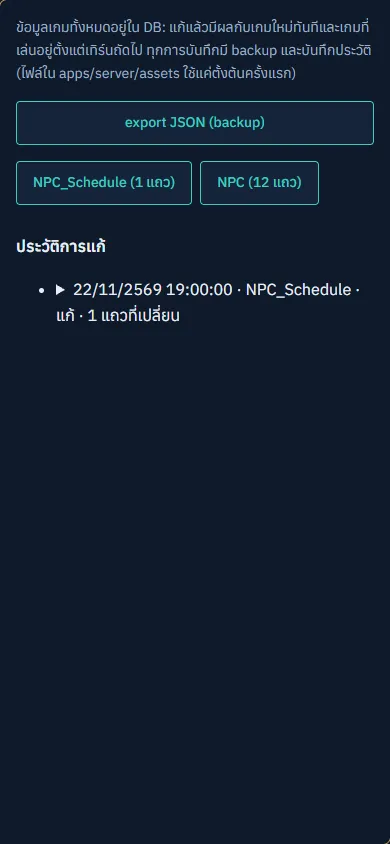 ข้อมูลเกมทั้งหมดอยู่ใน DB: แก้แล้วมีผลกับเกมใหม่ทันทีและเกมที่
เล่นอยู่ตั้งแต่เทิร์นถัดไป ทุกการบันทึกมี backup และบันทึกประวัติ
(ไฟล์ใน apps/server/assets ใช้แค่ตั้งต้นครั้งแรก)
export JSON (backup)
NPC_Schedule (1 แถว) NPC (12 แถว)
ประวัติการแก้
• ▶ 22/11/2569 19:00:00 · NPC_Schedule ·
แก้ · 1 แถวที่เปลี่ยน